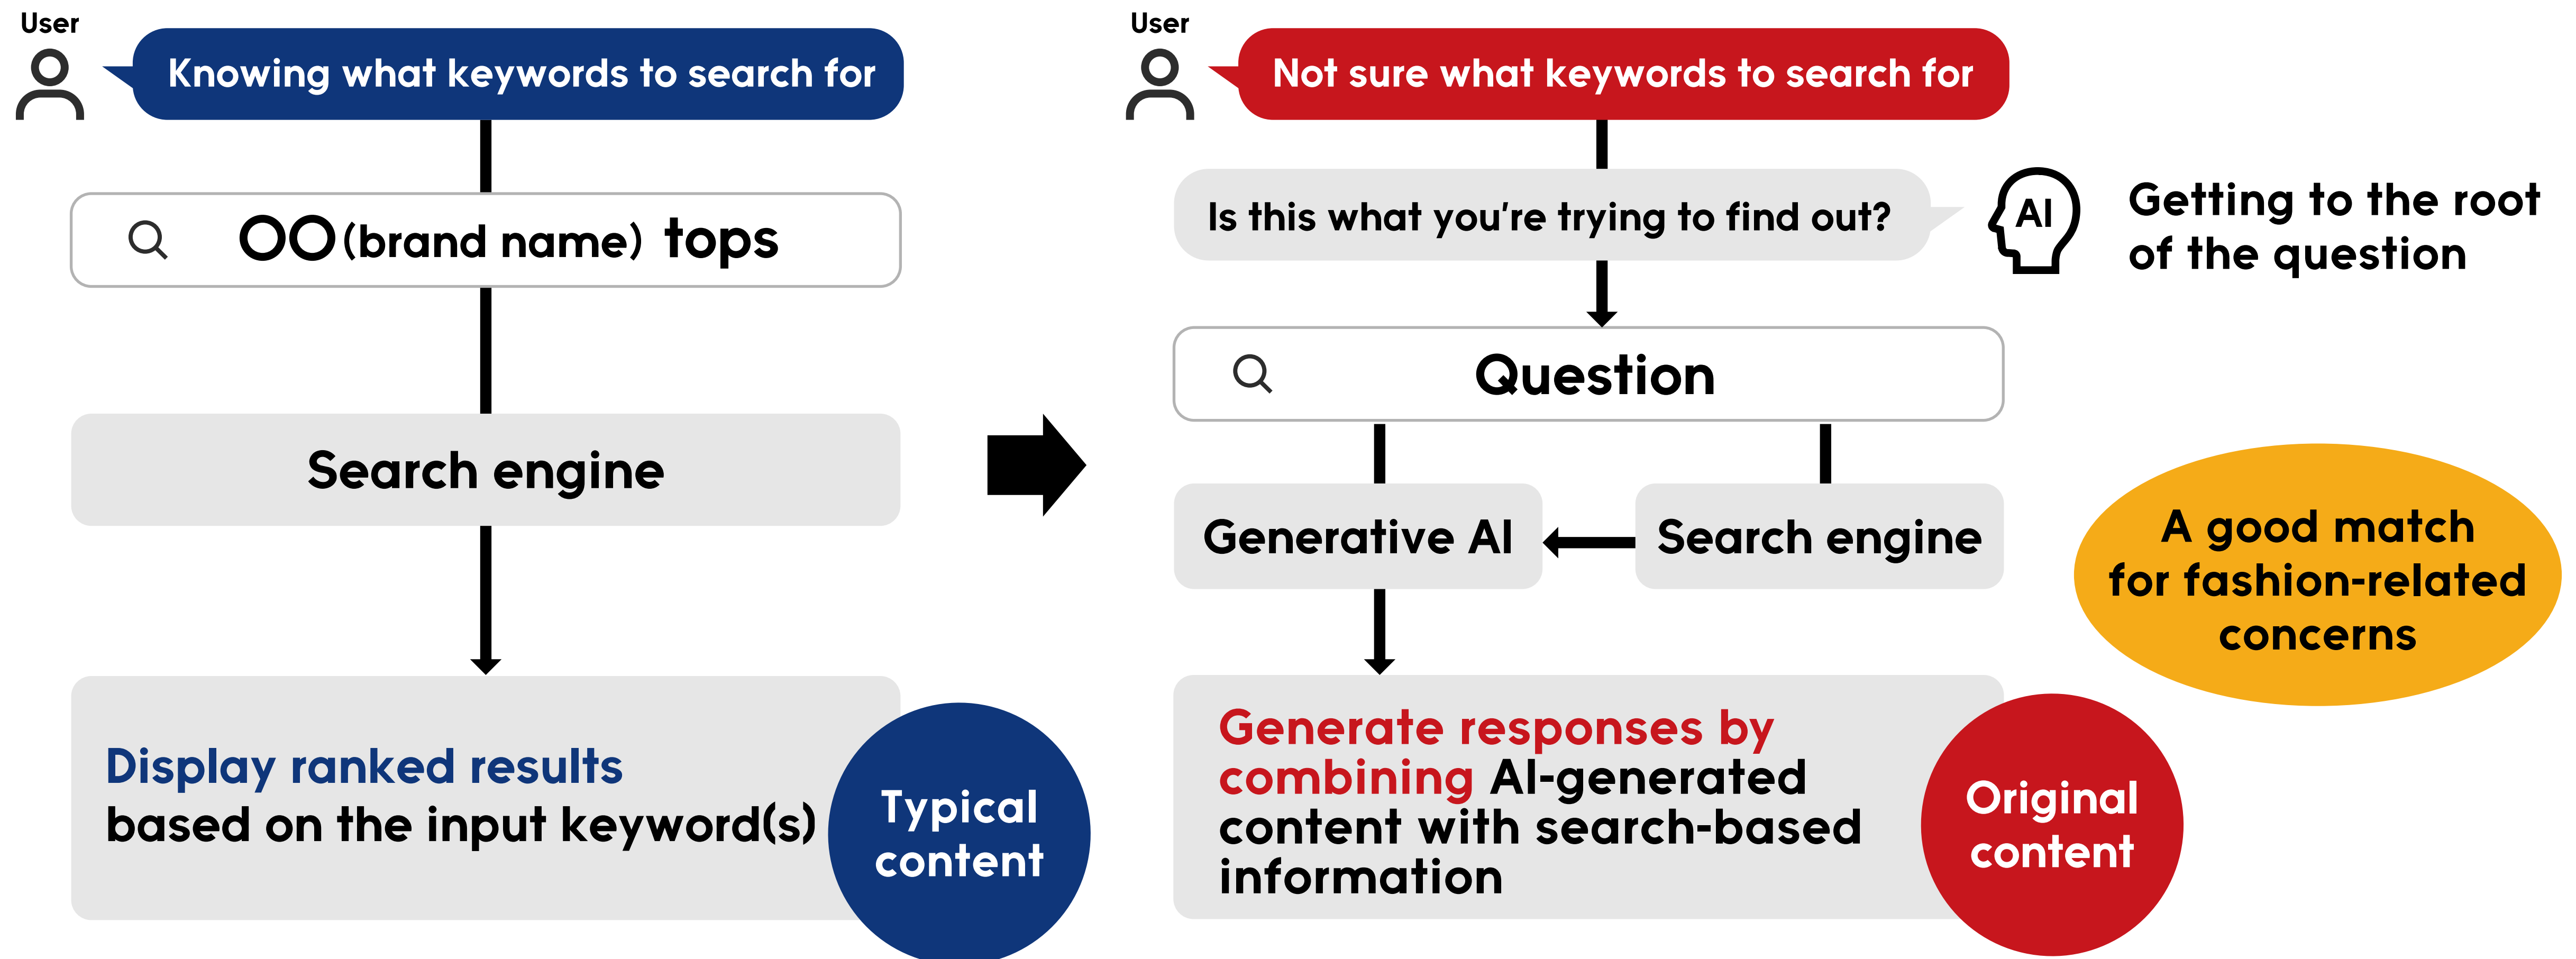 User
Knowing what keywords to search for
OO(brand name) tops
Search engine
Display ranked results
based on the input keyword(s)
Typical
content
User
Not sure what keywords to search for
Is this what you're trying to find out?
AI
Getting to the root
of the question
Question
Generative AI
Search engine
A good match
for fashion-related
concerns
Generate responses by
combining AI-generated
content with search-based
information
Original
content